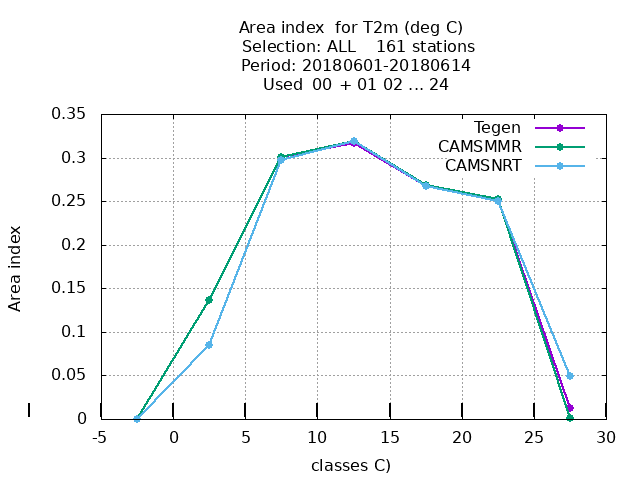 Area index  for T2m (deg C)
Selection: ALL    161 stations
Period: 20180601-20180614
Used  00 + 01 02 ... 24
0.35
0.3
0.25
0.2
0.15
0.1
0.05
0
Tegen
CAMSMMR
CAMSNRT
Area index
-5 0 5 10 15 20 25 30
classes C)